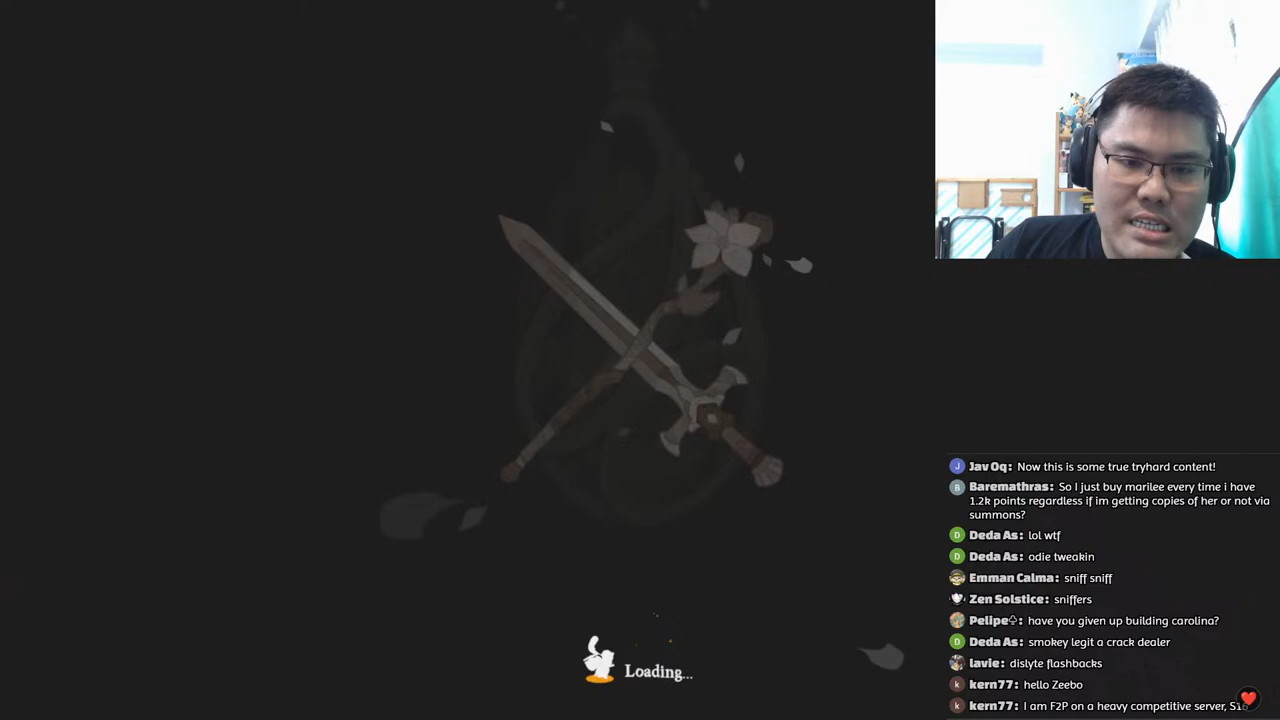 Jav Oq: Now this is some true tryhard content!
Baremathras: So I just buy marilee every time i have
1.2k points regardless if im getting copies of her or not via
summons?
Deda As: lol wtf
Deda As: odie tweakin
Emman Calma: sniff sniff
Zen Solstice: sniffers
Pelipe♧: have you given up building carolina?
Deda As: smokey legit a crack dealer
lavie: dislyte flashbacks
Loading...
kern77: hello Zeebo
kern77: I am F2P on a heavy competitive server,